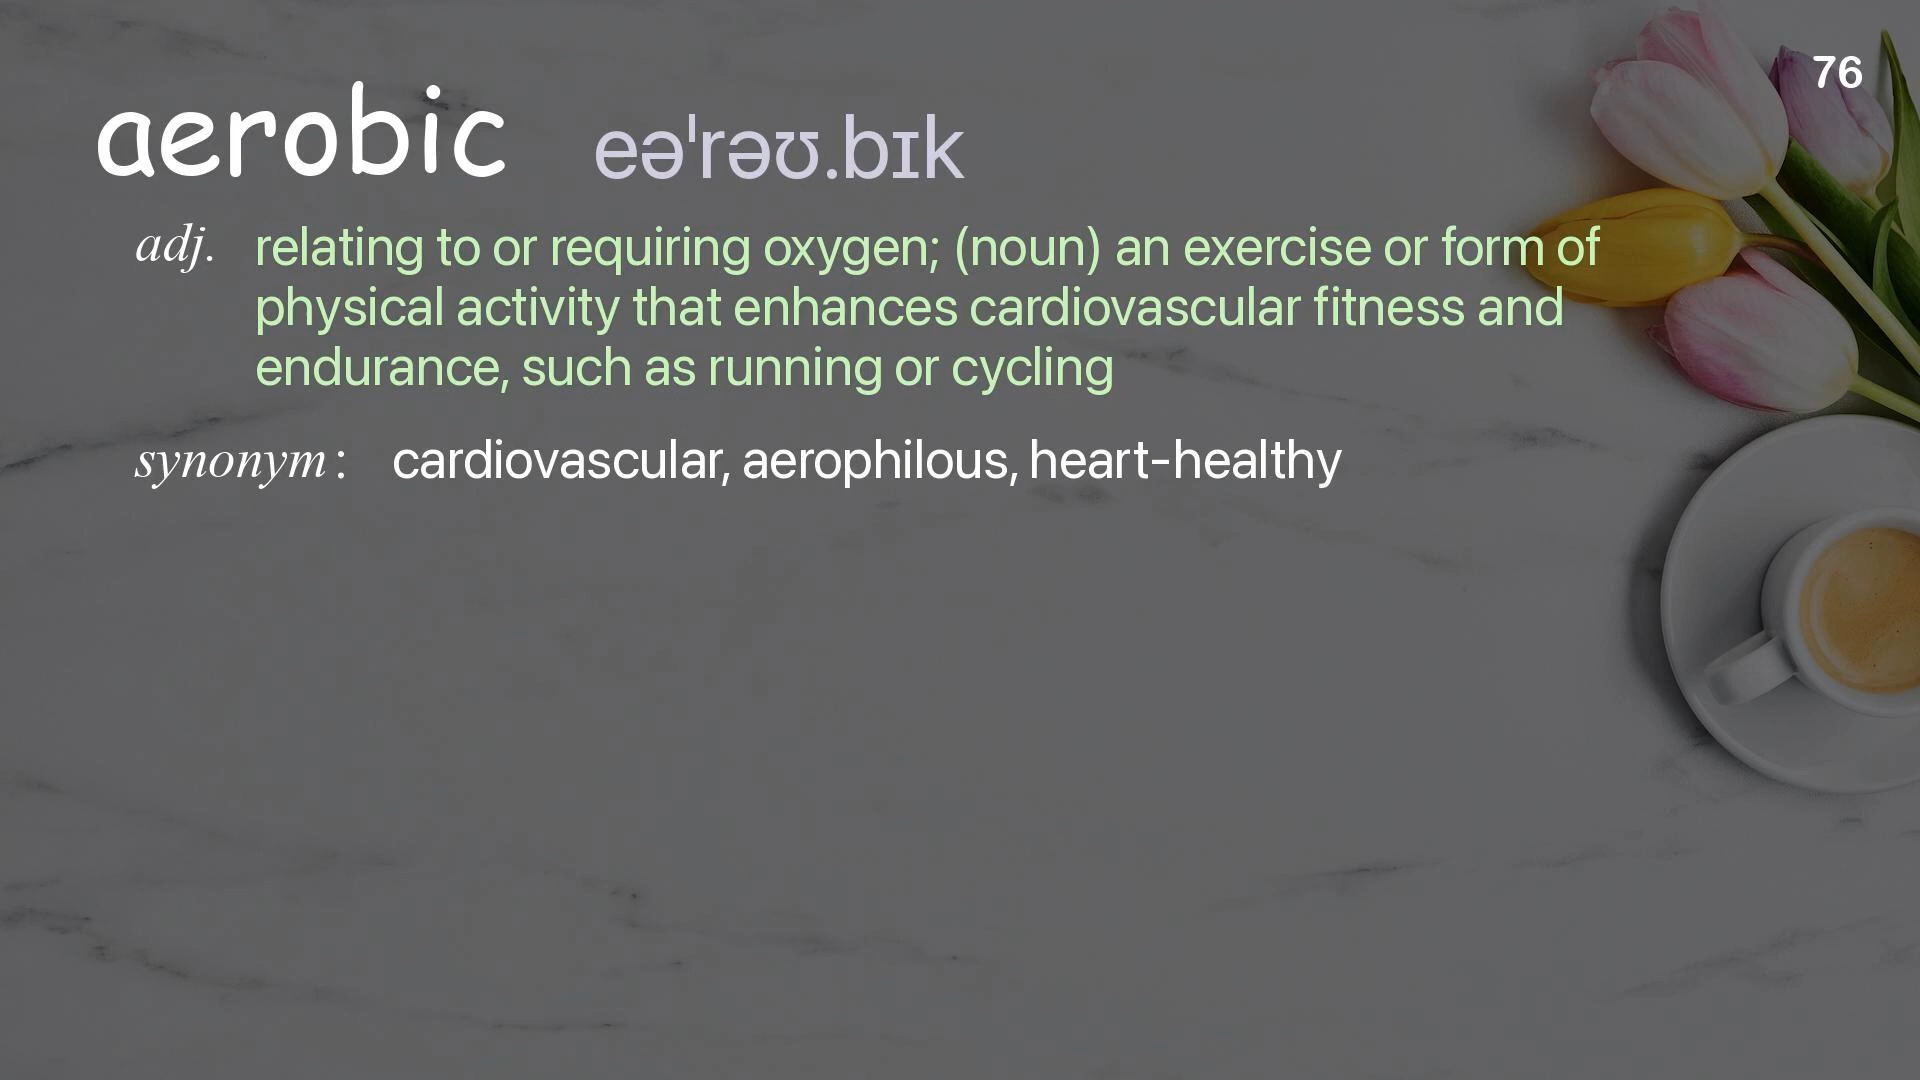 76
aerobic eəˈrəʊ.bɪk
adj. relating to or requiring oxygen; (noun) an exercise or form of
physical activity that enhances cardiovascular fitness and
endurance, such as running or cycling
synonym: cardiovascular, aerophilous, heart-healthy